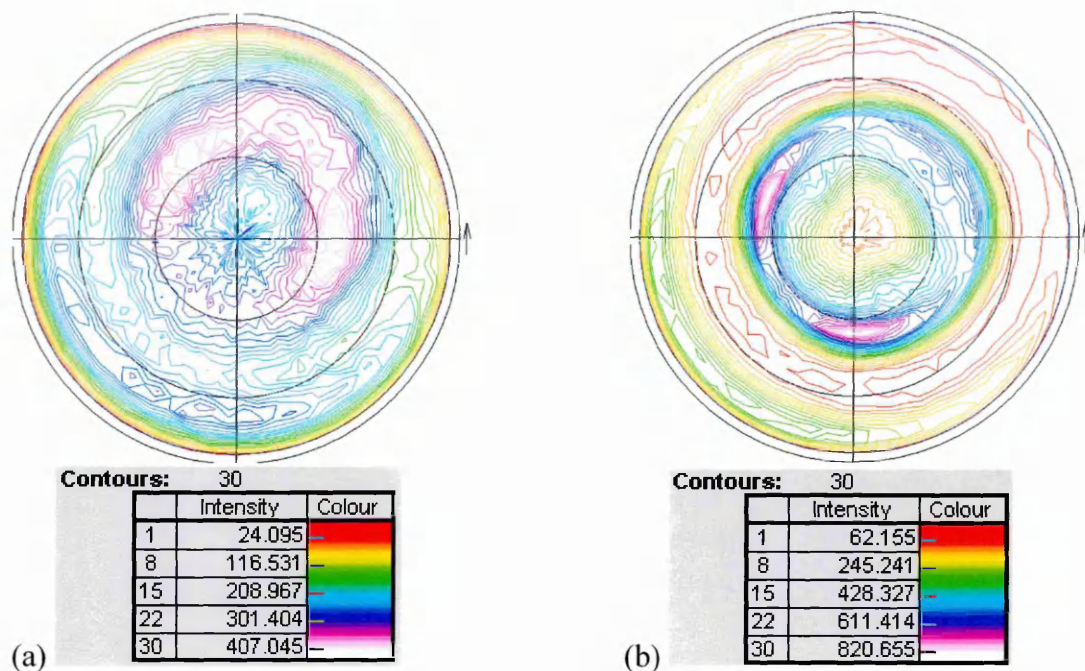 Contours: 30
Intensity Colour
1 24.095
8 116.531
15 208.967
22 301.404
30 407.045
(a)
Contours: 30
Intensity Colour
1 62.155
8 245.241
15 428.327
22 611.414
30 820.655
(b)